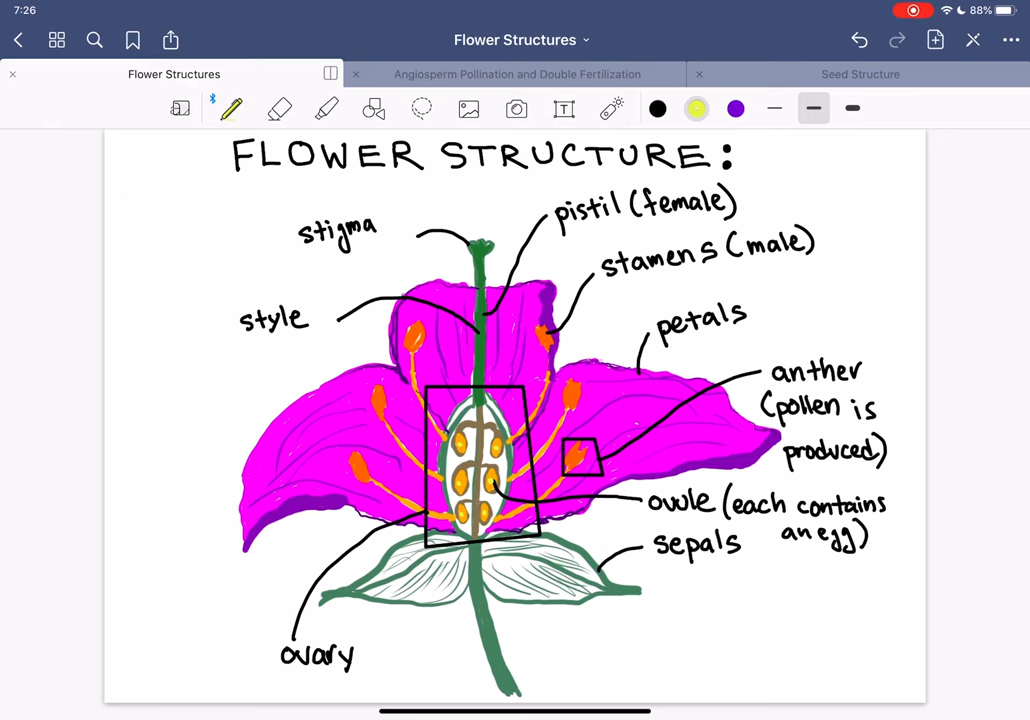 7:26
88%
Flower Structures
Flower Structures
Angiosperm Pollination and Double Fertilization
Seed Structure
FLOWER STRUCTURE:
stigma
pistil (female)
stamens (male)
style
petals
anther
(pollen is
produced)
ovule (each contains
an egg)
sepals
ovary